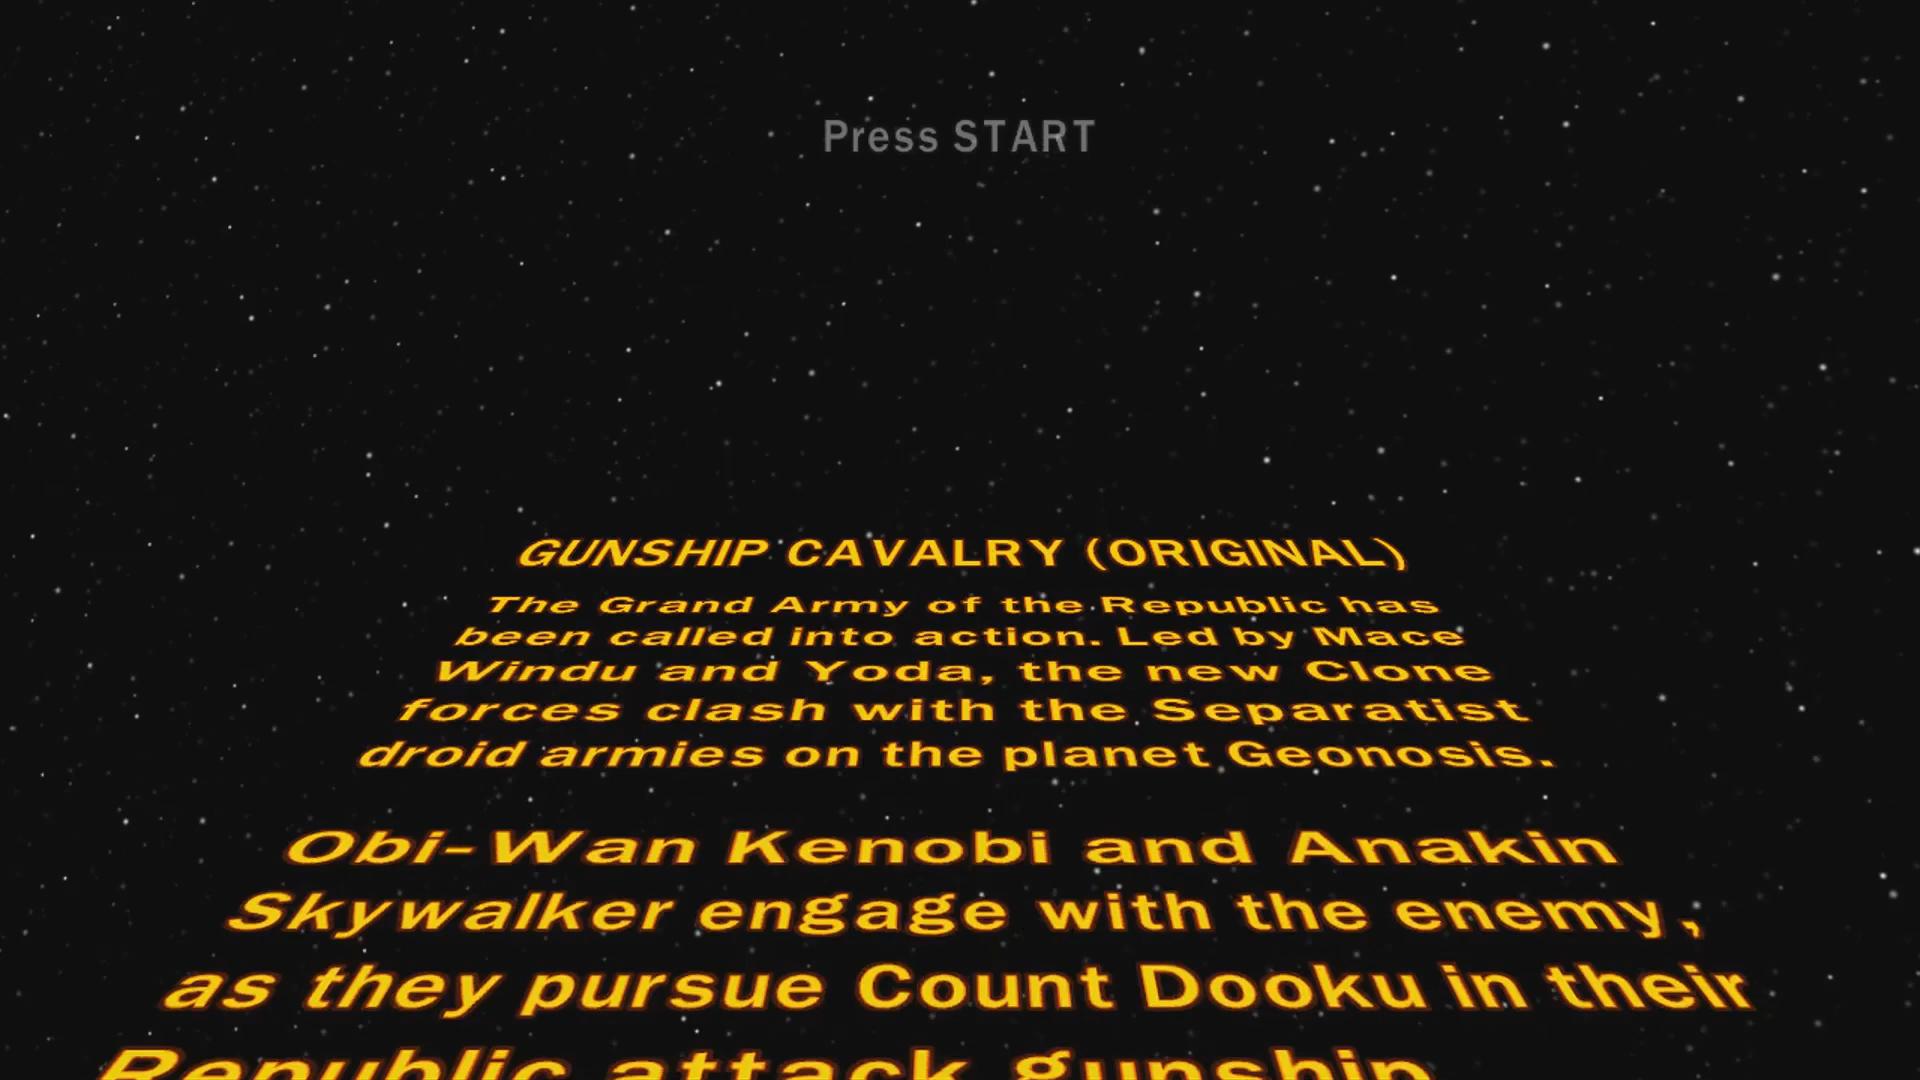 Press START
GUNSHIP CAVALRY (ORIGINAL)
The Grand Army of the Republic has
been called into action. Led by Mace
Windu and Yoda, the new Clone
forces clash with the Separatist
droid armies on the planet Geonosis.
Obi-Wan Kenobi and Anakin
Skywalker engage with the enemy,
as they pursue Count Dooku in their
Republic attack gunship